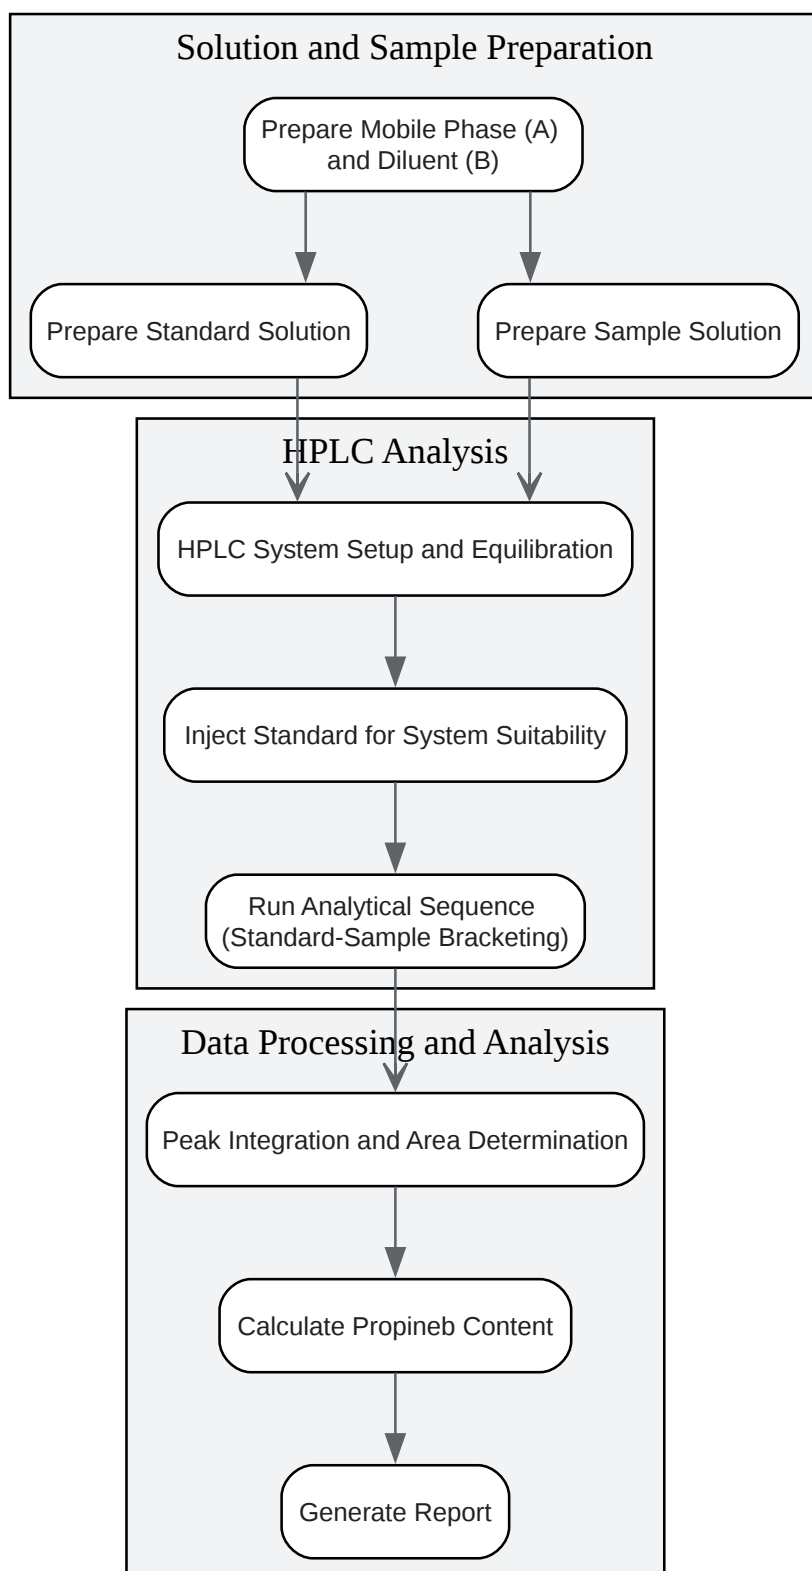 Solution and Sample Preparation
Prepare Mobile Phase (A)
and Diluent (B)
Prepare Standard Solution
Prepare Sample Solution
HPLC Analysis
HPLC System Setup and Equilibration
Inject Standard for System Suitability
Run Analytical Sequence
(Standard-Sample Bracketing)
Data Processing and Analysis
Peak Integration and Area Determination
Calculate Propineb Content
Generate Report